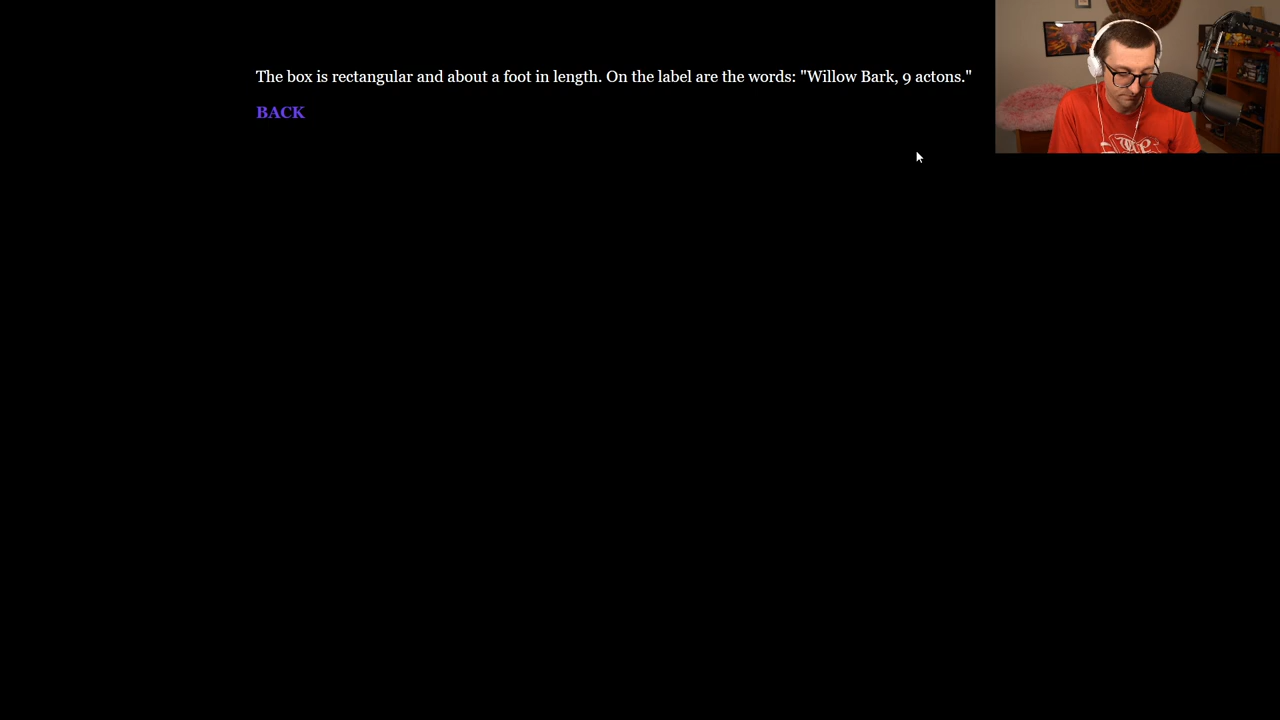 The box is rectangular and about a foot in length. On the label are the words: "Willow Bark, 9 actons."
BACK